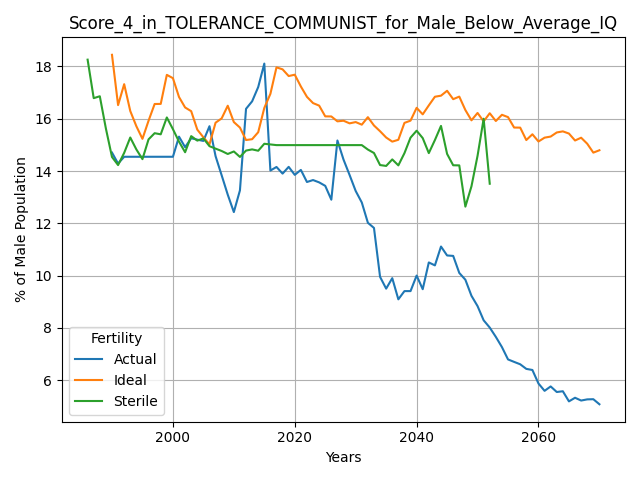 Score_4_in_TOLERANCE_COMMUNIST_for_Male_Below_Average_IQ
% of Male Population
18
16
14
12
10
8
6
Fertility
Actual
Ideal
Sterile
2000
2020
2040
2060
Years